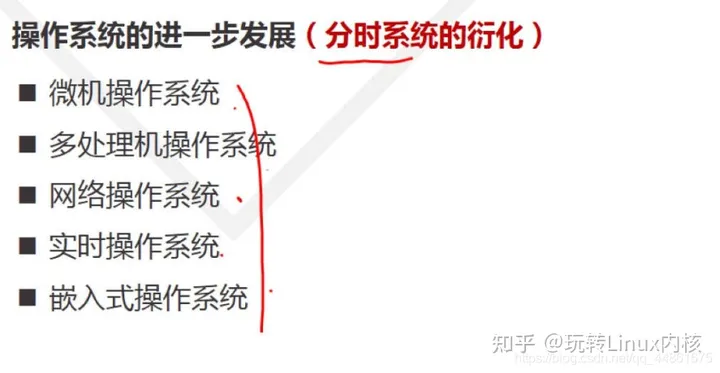 操作系统的进一步发展（分时系统的衍化）
■ 微机操作系统
■ 多处理机操作系统
■ 网络操作系统
■ 实时操作系统
■ 嵌入式操作系统
知乎 @玩转Linux内核
https://blog.csdn.net/qq_44861675